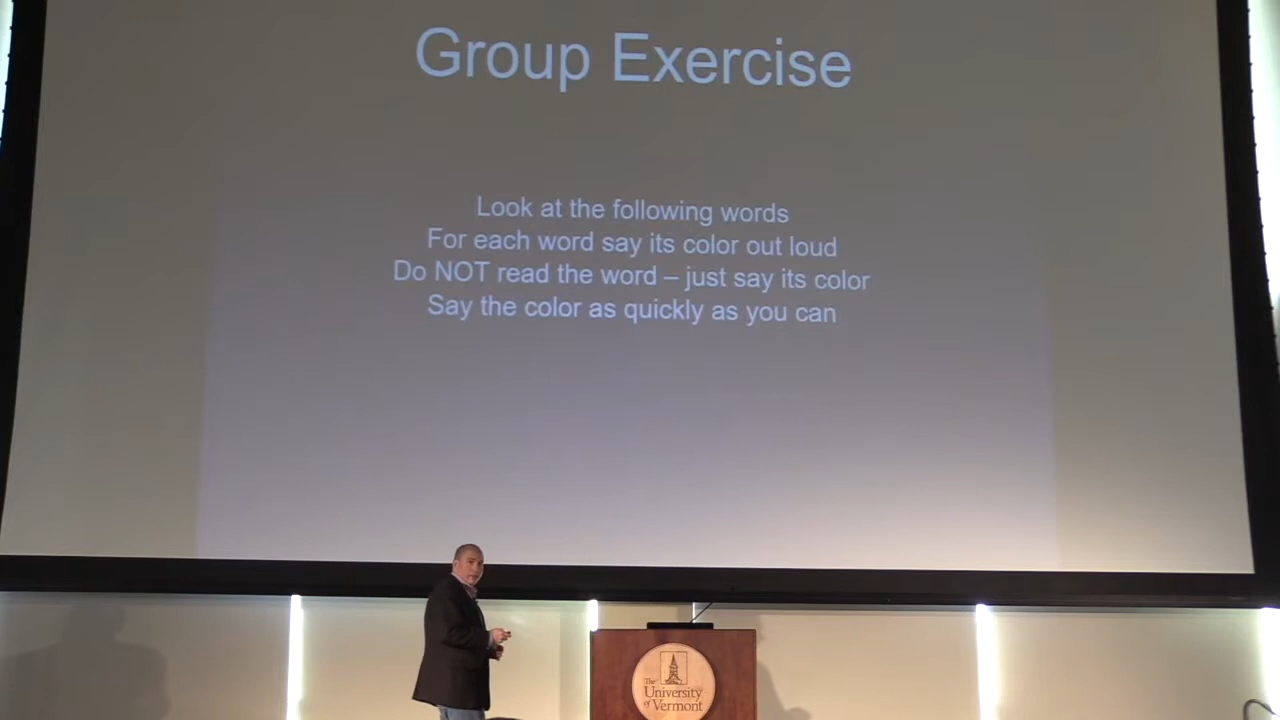 Group Exercise
Look at the following words
For each word say its color out loud
Do NOT read the word – just say its color
Say the color as quickly as you can
The
University
of Vermont